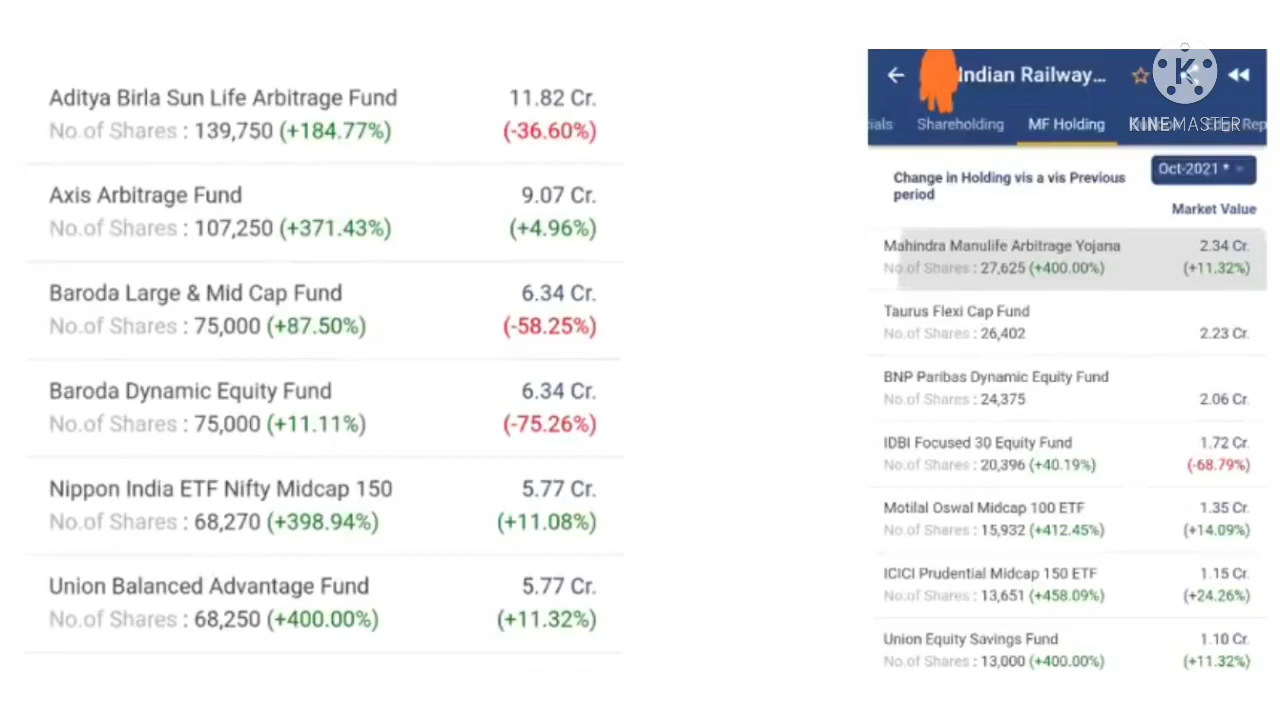 Aditya Birla Sun Life Arbitrage Fund 11.82 Cr.
No.of Shares : 139,750 (+184.77%) (-36.60%)
Axis Arbitrage Fund 9.07 Cr.
No.of Shares : 107,250 (+371.43%) (+4.96%)
Baroda Large & Mid Cap Fund 6.34 Cr.
No.of Shares : 75,000 (+87.50%) (-58.25%)
Baroda Dynamic Equity Fund 6.34 Cr.
No.of Shares : 75,000 (+11.11%) (-75.26%)
Nippon India ETF Nifty Midcap 150 5.77 Cr.
No.of Shares : 68,270 (+398.94%) (+11.08%)
Union Balanced Advantage Fund 5.77 Cr.
No.of Shares : 68,250 (+400.00%) (+11.32%)
Indian Railway...
K
ials Shareholding MF Holding Edge Rep
KINEMASTER
Change in Holding vis a vis Previous
period
Oct-2021 *
Market Value
Mahindra Manulife Arbitrage Yojana 2.34 Cr.
No.of Shares : 27,625 (+400.00%) (+11.32%)
Taurus Flexi Cap Fund
No.of Shares : 26,402 2.23 Cr.
BNP Paribas Dynamic Equity Fund
No.of Shares : 24,375 2.06 Cr.
IDBI Focused 30 Equity Fund 1.72 Cr.
No.of Shares : 20,396 (+40.19%) (-68.79%)
Motilal Oswal Midcap 100 ETF 1.35 Cr.
No.of Shares : 15,932 (+412.45%) (+14.09%)
ICICI Prudential Midcap 150 ETF 1.15 Cr.
No.of Shares : 13,651 (+458.09%) (+24.26%)
Union Equity Savings Fund 1.10 Cr.
No.of Shares : 13,000 (+400.00%) (+11.32%)